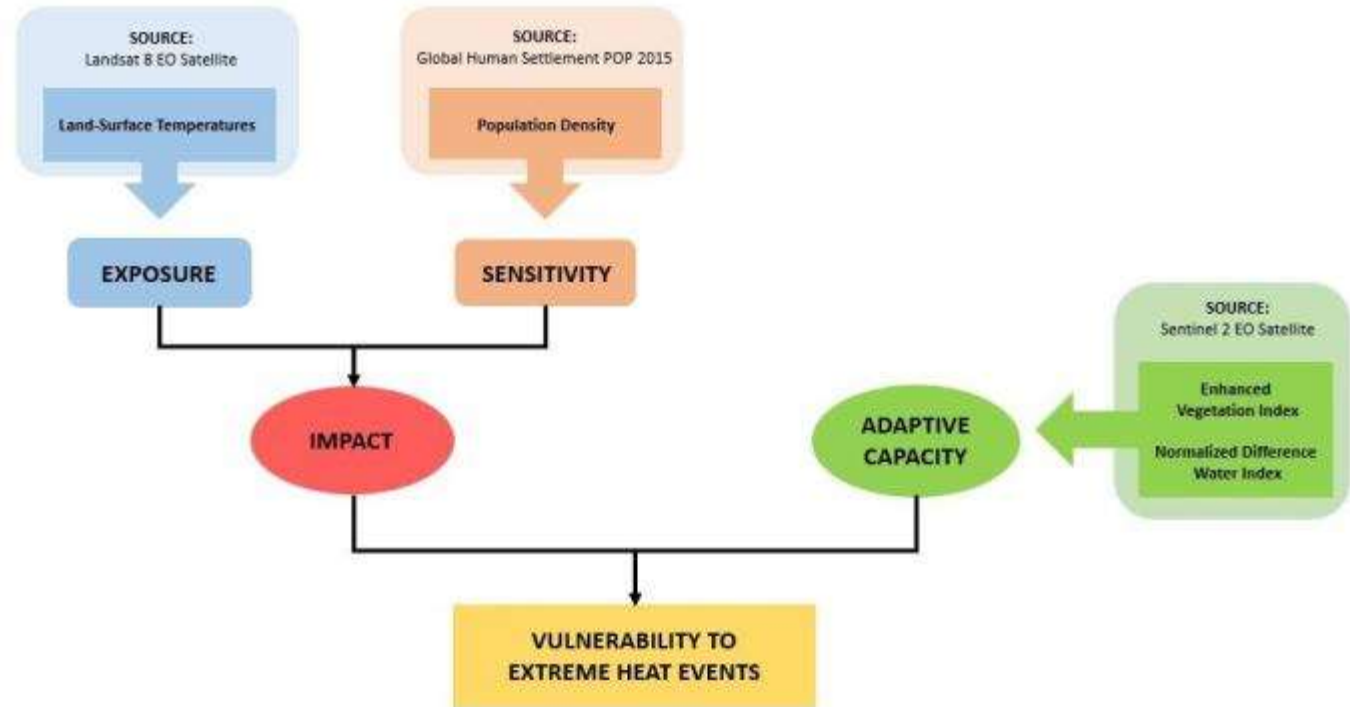 SOURCE:
Landsat 8 EO Satellite
Land-Surface Temperatures
SOURCE:
Global Human Settlement POP 2015
Population Density
EXPOSURE
SENSITIVITY
SOURCE:
Sentinel 2 EO Satellite
Enhanced
Vegetation Index
Normalized Difference
Water Index
IMPACT
ADAPTIVE
CAPACITY
VULNERABILITY TO
EXTREME HEAT EVENTS